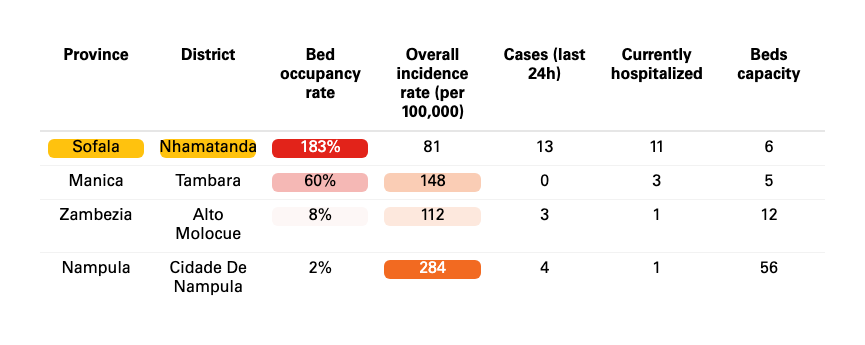 Province District Bed occupancy rate Overall incidence rate (per 100,000) Cases (last 24h) Currently hospitalized Beds capacity
Sofala Nhamatanda 183% 81 13 11 6
Manica Tambara 60% 148 0 3 5
Zambezia Alto Molocue 8% 112 3 1 12
Nampula Cidade De Nampula 2% 284 4 1 56